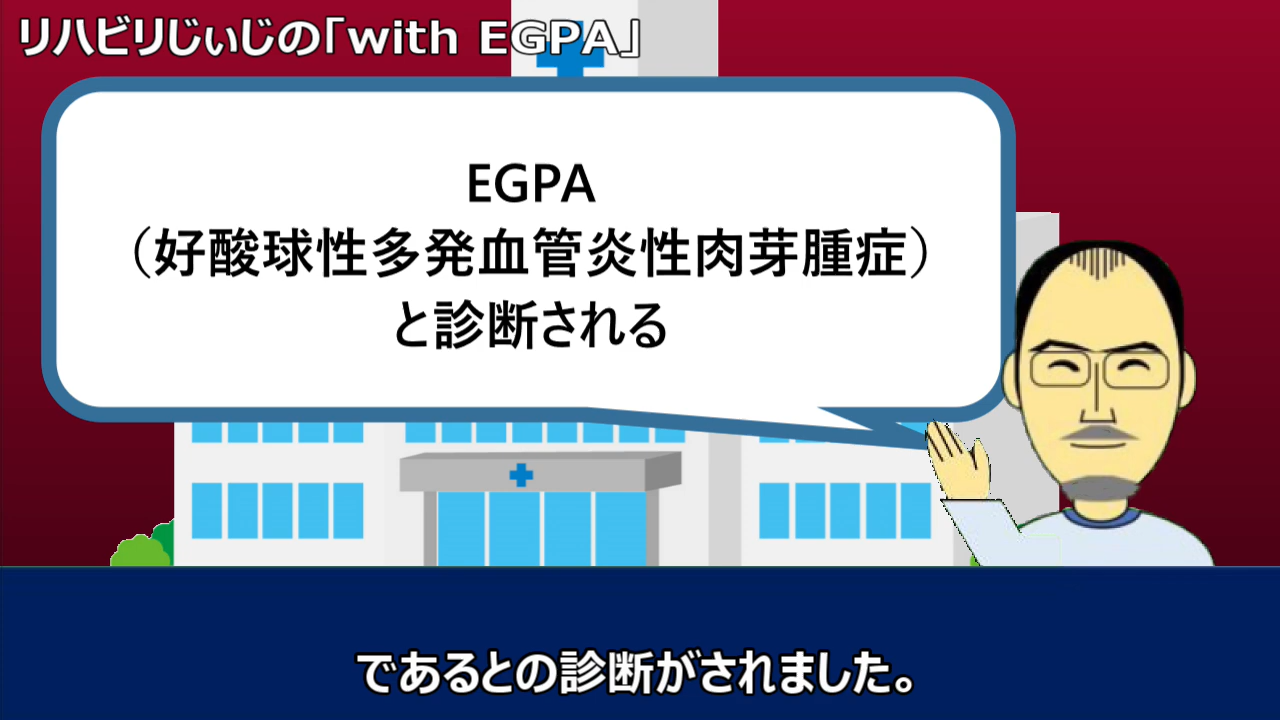 リハビリじぃじの「with EGPA」
EGPA
（好酸球性多発血管炎性肉芽腫症）
と診断される
であるとの診断がされました。